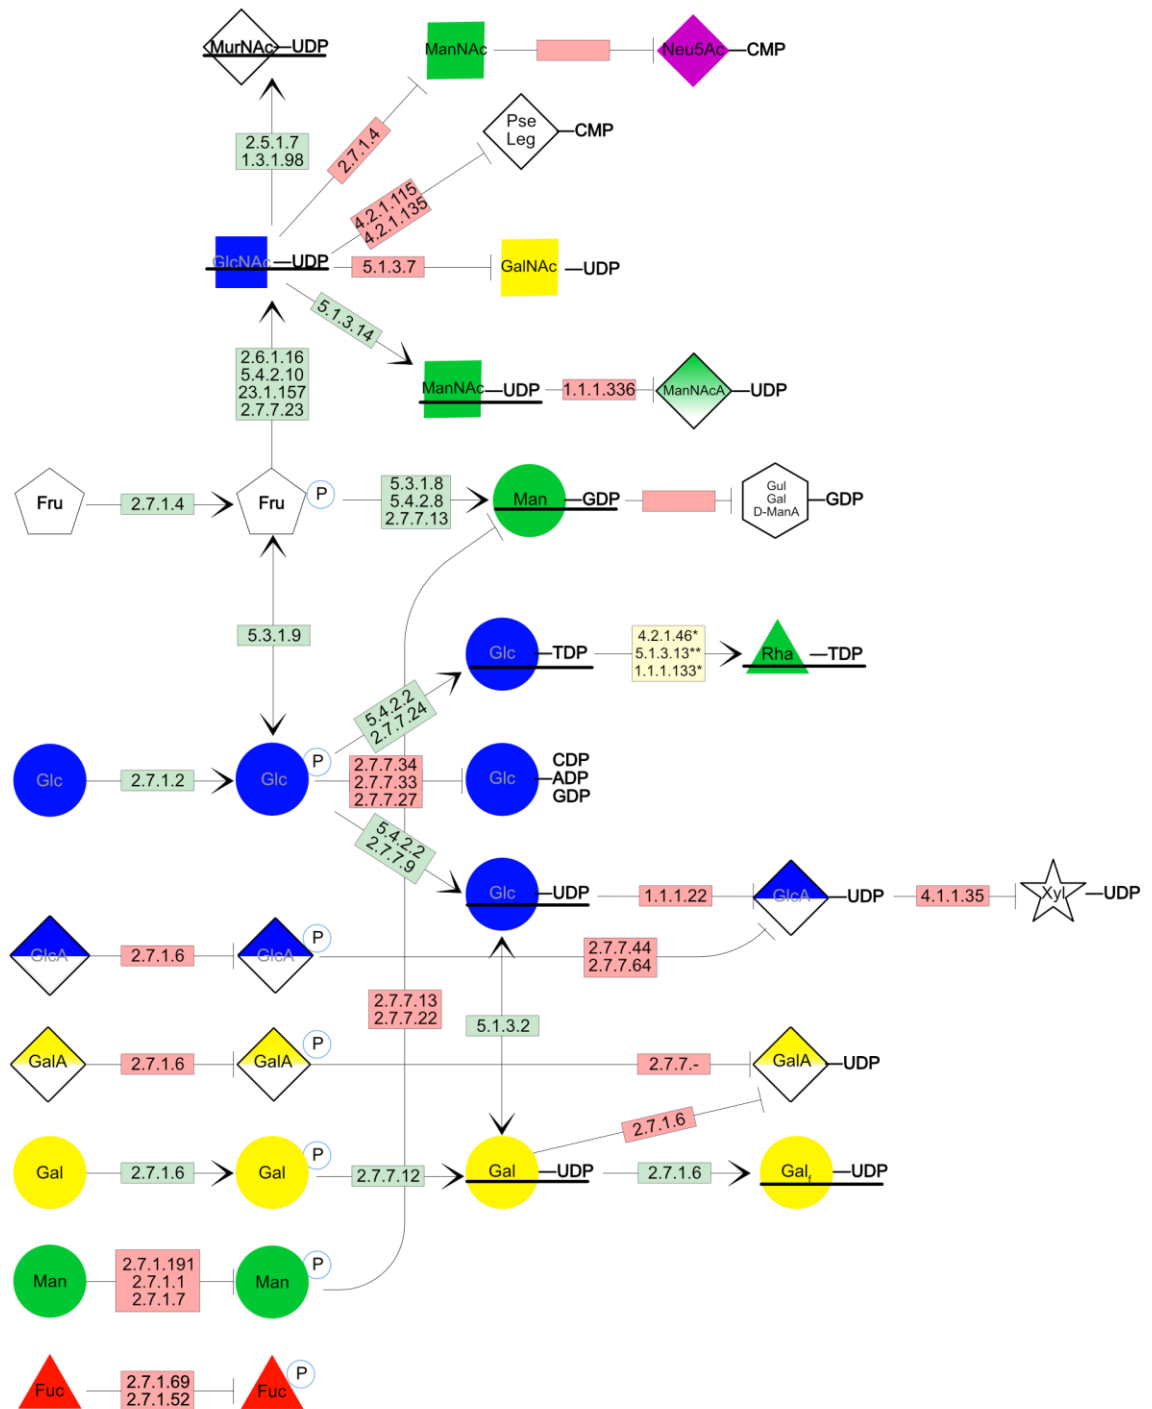 MurNAc —UDP
ManNAc
Neu5Ac —CMP
2.5.1.7
1.3.1.98
2.7.1.4
Pse
Leg
—CMP
4.2.1.115
4.2.1.135
GlcNAc —UDP
5.1.3.7
GalNAc —UDP
5.1.3.14
2.6.1.16
5.4.2.10
23.1.157
2.7.7.23
ManNAc —UDP
1.1.1.336
ManNAcA —UDP
Fru
2.7.1.4
Fru
P
5.3.1.8
5.4.2.8
2.7.7.13
Man —GDP
Gul
Gal
D-ManA
—GDP
5.3.1.9
Glc —TDP
4.2.1.46*
5.1.3.13**
1.1.1.133*
Rha —TDP
5.4.2.2
2.7.7.24
Glc
2.7.1.2
Glc
P
2.7.7.34
2.7.7.33
2.7.7.27
Glc
CDP
—ADP
GDP
5.4.2.2
2.7.7.9
Glc —UDP
1.1.1.22
GlcA —UDP
4.1.1.35
Xyl —UDP
GlcA
2.7.1.6
GlcA
P
2.7.7.44
2.7.7.64
2.7.7.13
2.7.7.22
5.1.3.2
GalA
2.7.1.6
GalA
P
2.7.7.-
GalA —UDP
2.7.1.6
Gal
2.7.1.6
Gal
P
2.7.7.12
Gal —UDP
2.7.1.6
Galf —UDP
Man
2.7.1.191
2.7.1.1
2.7.1.7
Man
P
Fuc
2.7.1.69
2.7.1.52
Fuc
P